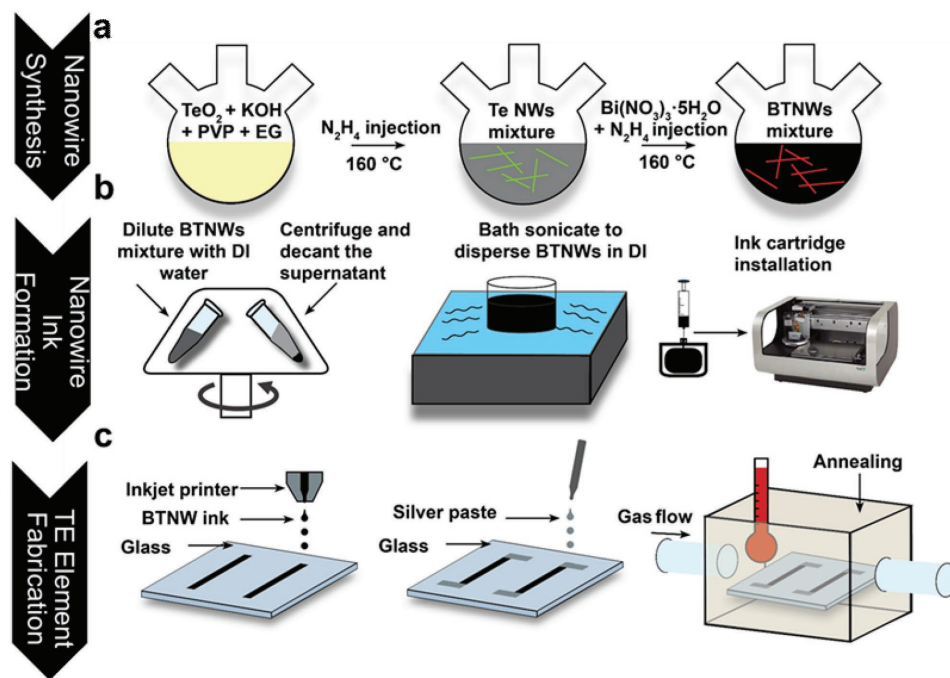 a
Nanowire
Synthesis
TeO₂ + KOH
+ PVP + EG
N₂H₄ injection
160 °C
Te NWs
mixture
Bi(NO₃)₃·5H₂O
+ N₂H₄ injection
160 °C
BTNWs
mixture
b
Nanowire
Ink
Formation
Dilute BTNWs
mixture with DI
water
Centrifuge and
decant the
supernatant
Bath sonicate to
disperse BTNWs in DI
Ink cartridge
installation
c
TE Element
Fabrication
Inkjet printer
BTNW ink
Glass
Silver paste
Glass
Gas flow
Annealing